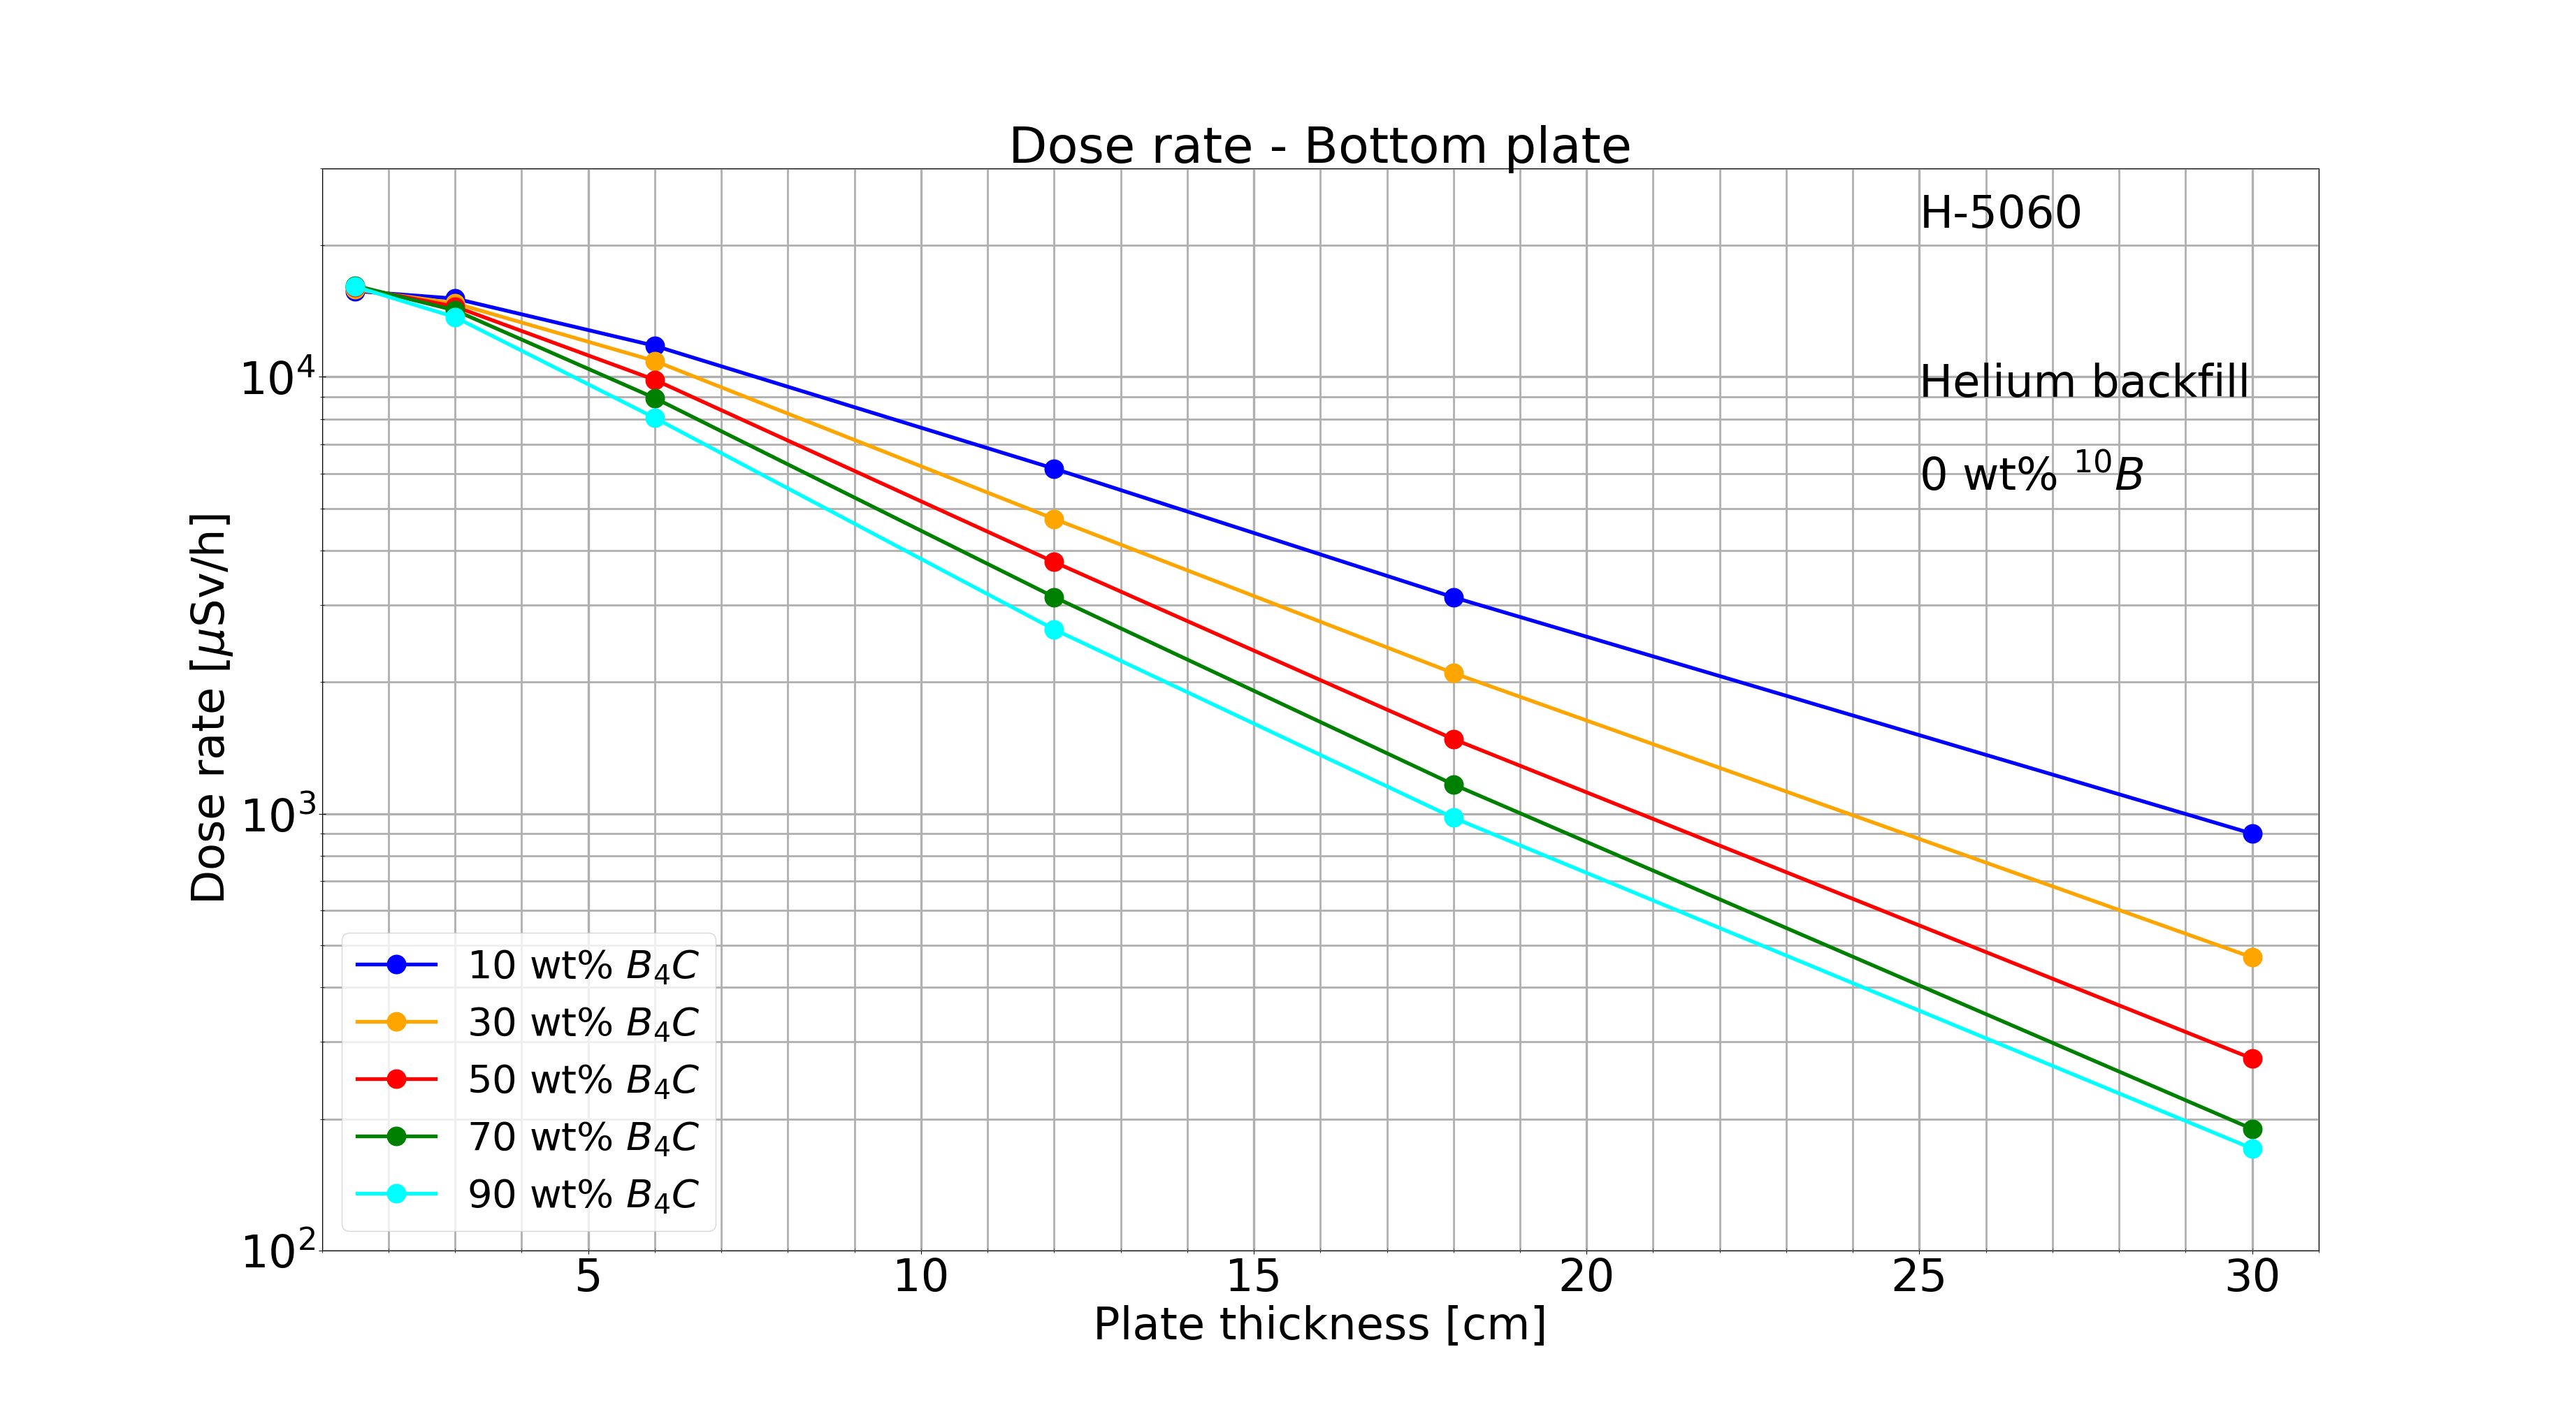 Dose rate - Bottom plate
H-5060
Helium backfill
0 wt% ¹⁰B
Dose rate [μSv/h]
10⁴
10³
10²
10 wt% B₄C
30 wt% B₄C
50 wt% B₄C
70 wt% B₄C
90 wt% B₄C
5 10 15 20 25 30
Plate thickness [cm]